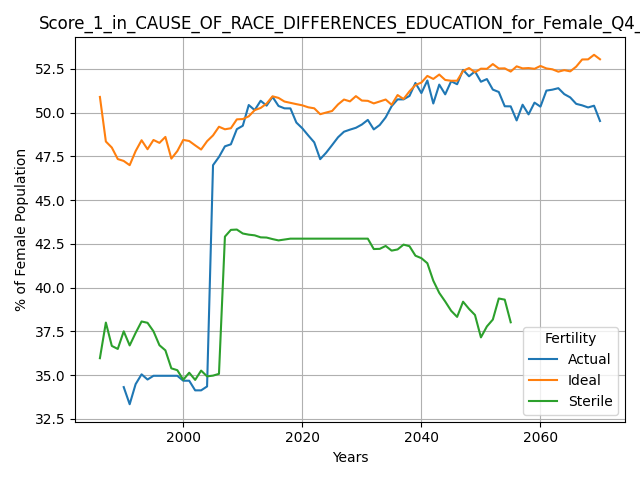 Score_1_in_CAUSE_OF_RACE_DIFFERENCES_EDUCATION_for_Female_Q4_
% of Female Population
52.5
50.0
47.5
45.0
42.5
40.0
37.5
35.0
32.5
Fertility
Actual
Ideal
Sterile
2000 2020 2040 2060
Years